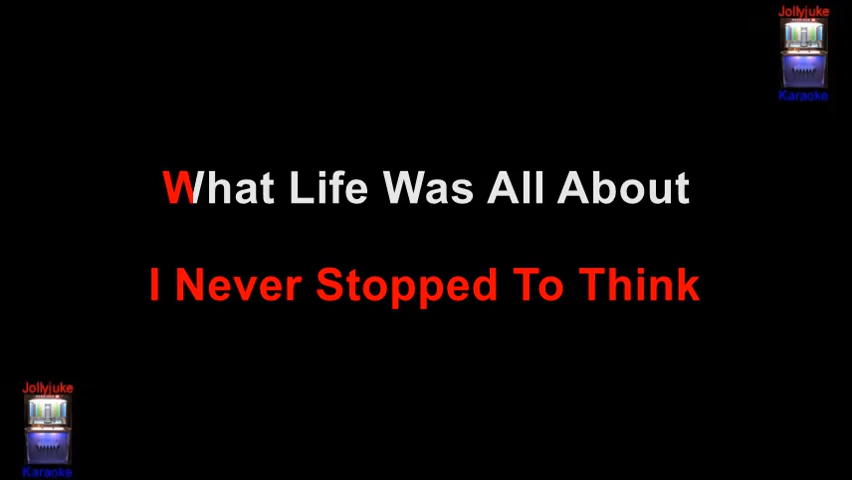 Jollyjuke
Karaoke
What Life Was All About
I Never Stopped To Think
Jollyjuke
Karaoke